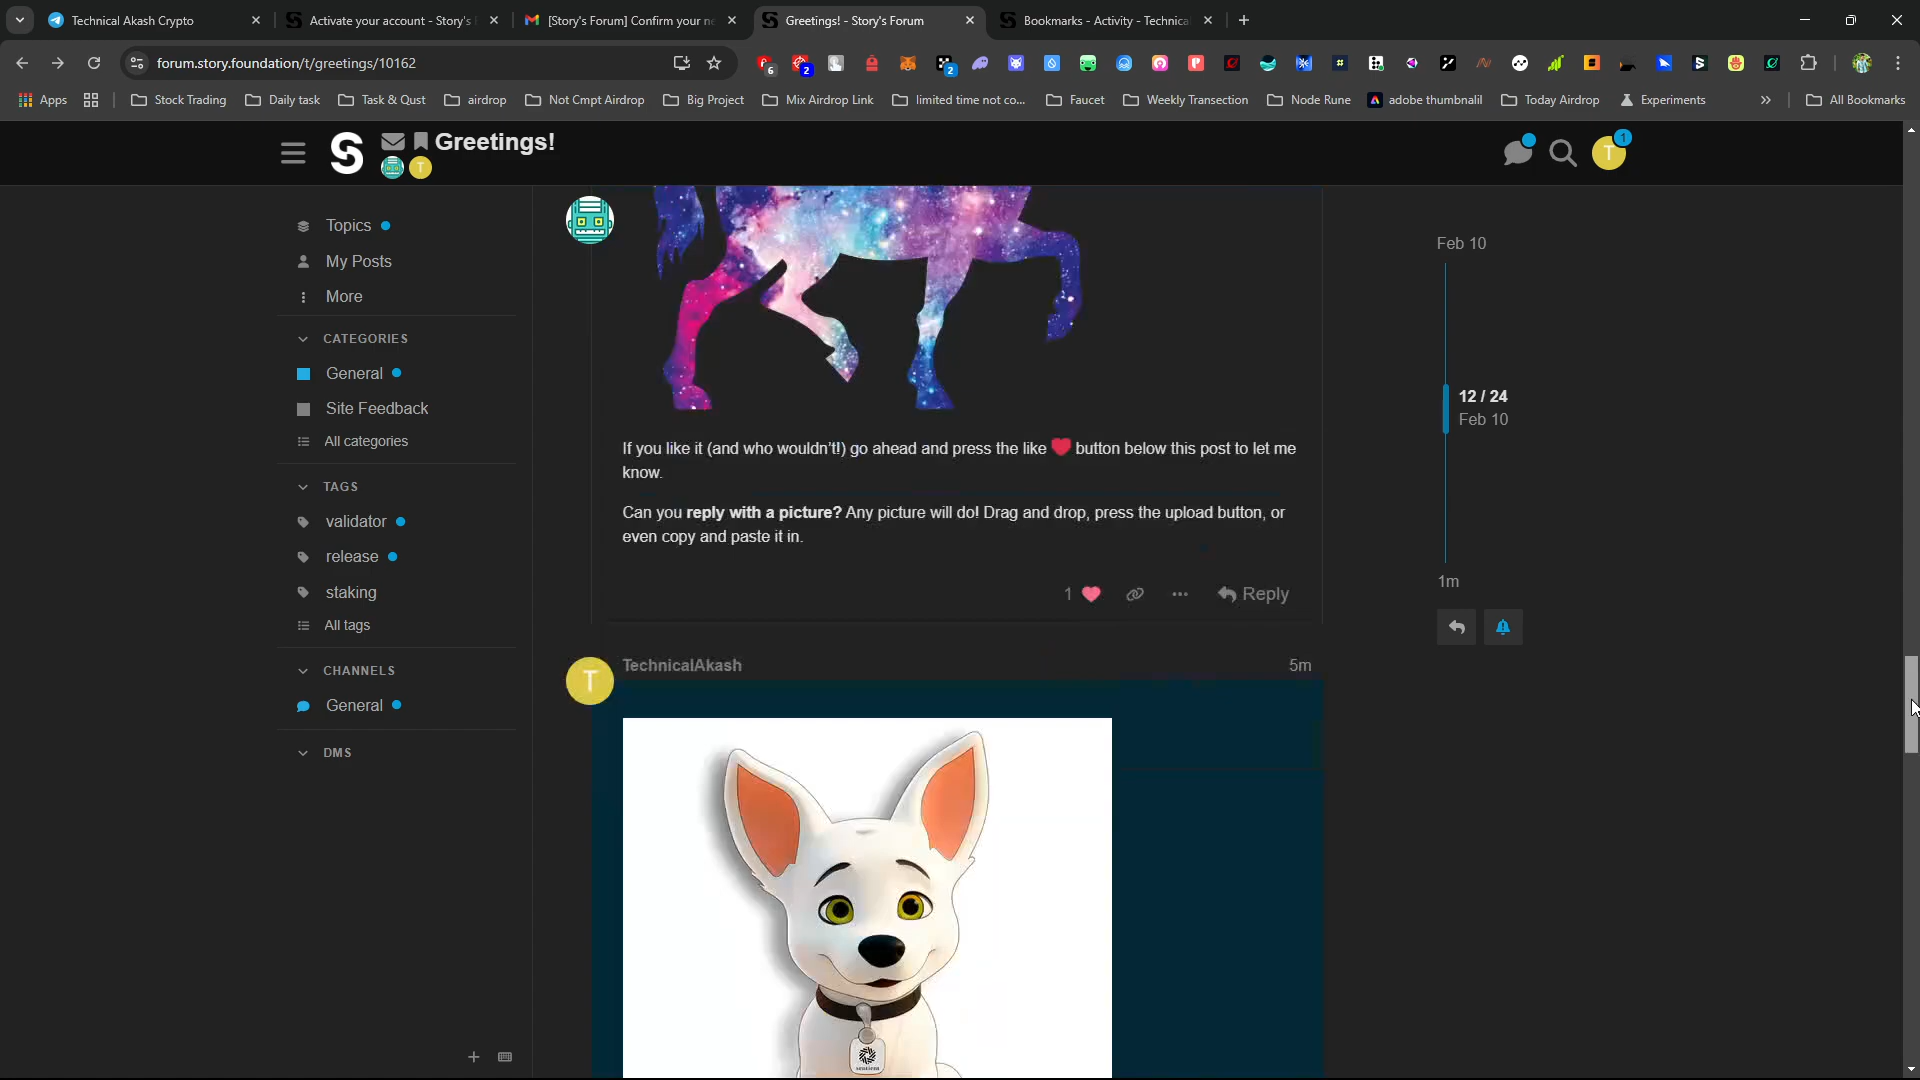 Technical Akash Crypto
Activate your account - Story's
[Story's Forum] Confirm your n
Greetings! - Story's Forum
Bookmarks - Activity - Technica
forum.story.foundation/t/greetings/10162
6
2
2
Apps
Stock Trading
Daily task
Task & Qust
airdrop
Not Cmpt Airdrop
Big Project
Mix Airdrop Link
limited time not co...
Faucet
Weekly Transection
Node Rune
adobe thumbnalil
Today Airdrop
Experiments
All Bookmarks
Greetings!
T
T
1
Topics
My Posts
More
CATEGORIES
General
Site Feedback
All categories
TAGS
validator
release
staking
All tags
CHANNELS
General
DMS
If you like it (and who wouldn't!) go ahead and press the like ❤️ button below this post to let me
know.
Can you reply with a picture? Any picture will do! Drag and drop, press the upload button, or
even copy and paste it in.
1
Reply
T
TechnicalAkash
5m
Feb 10
12 / 24
Feb 10
1m